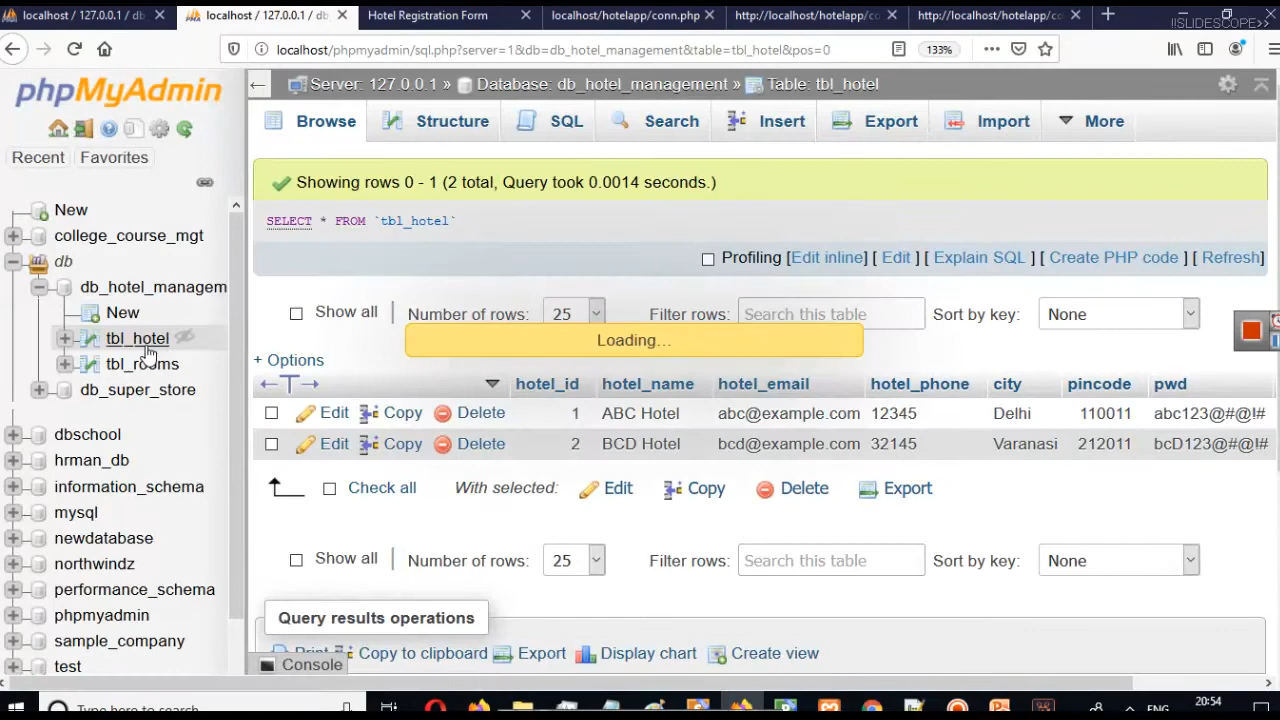 localhost / 127.0.0.1 / db
localhost / 127.0.0.1 / db
Hotel Registration Form
localhost/hotelapp/conn.php
http://localhost/hotelapp/co
http://localhost/hotelapp/co
!!SLIDESCOPE>>
localhost/phpmyadmin/sql.php?server=1&db=db_hotel_management&table=tbl_hotel&pos=0
133%
phpMyAdmin
Recent
Favorites
New
college_course_mgt
db
db_hotel_managem
New
tbl_hotel
tbl_rooms
db_super_store
dbschool
hrman_db
information_schema
mysql
newdatabase
northwindz
performance_schema
phpmyadmin
sample_company
test
Server: 127.0.0.1 » Database: db_hotel_management » Table: tbl_hotel
Browse Structure SQL Search Insert Export Import More
Showing rows 0 - 1 (2 total, Query took 0.0014 seconds.)
SELECT * FROM `tbl_hotel`
Profiling [Edit inline] [ Edit ] [ Explain SQL ] [ Create PHP code ] [ Refresh]
Show all Number of rows: 25 Filter rows: Search this table Sort by key: None
Loading…
+ Options
hotel_id hotel_name hotel_email hotel_phone city pincode pwd
Edit Copy Delete 1 ABC Hotel abc@example.com 12345 Delhi 110011 abc123@#@!#
Edit Copy Delete 2 BCD Hotel bcd@example.com 32145 Varanasi 212011 bcD123@#@!#
Check all With selected: Edit Copy Delete Export
Show all Number of rows: 25 Filter rows: Search this table Sort by key: None
Query results operations
Print Copy to clipboard Export Display chart Create view
Console
Type here to search
ENG
20:54